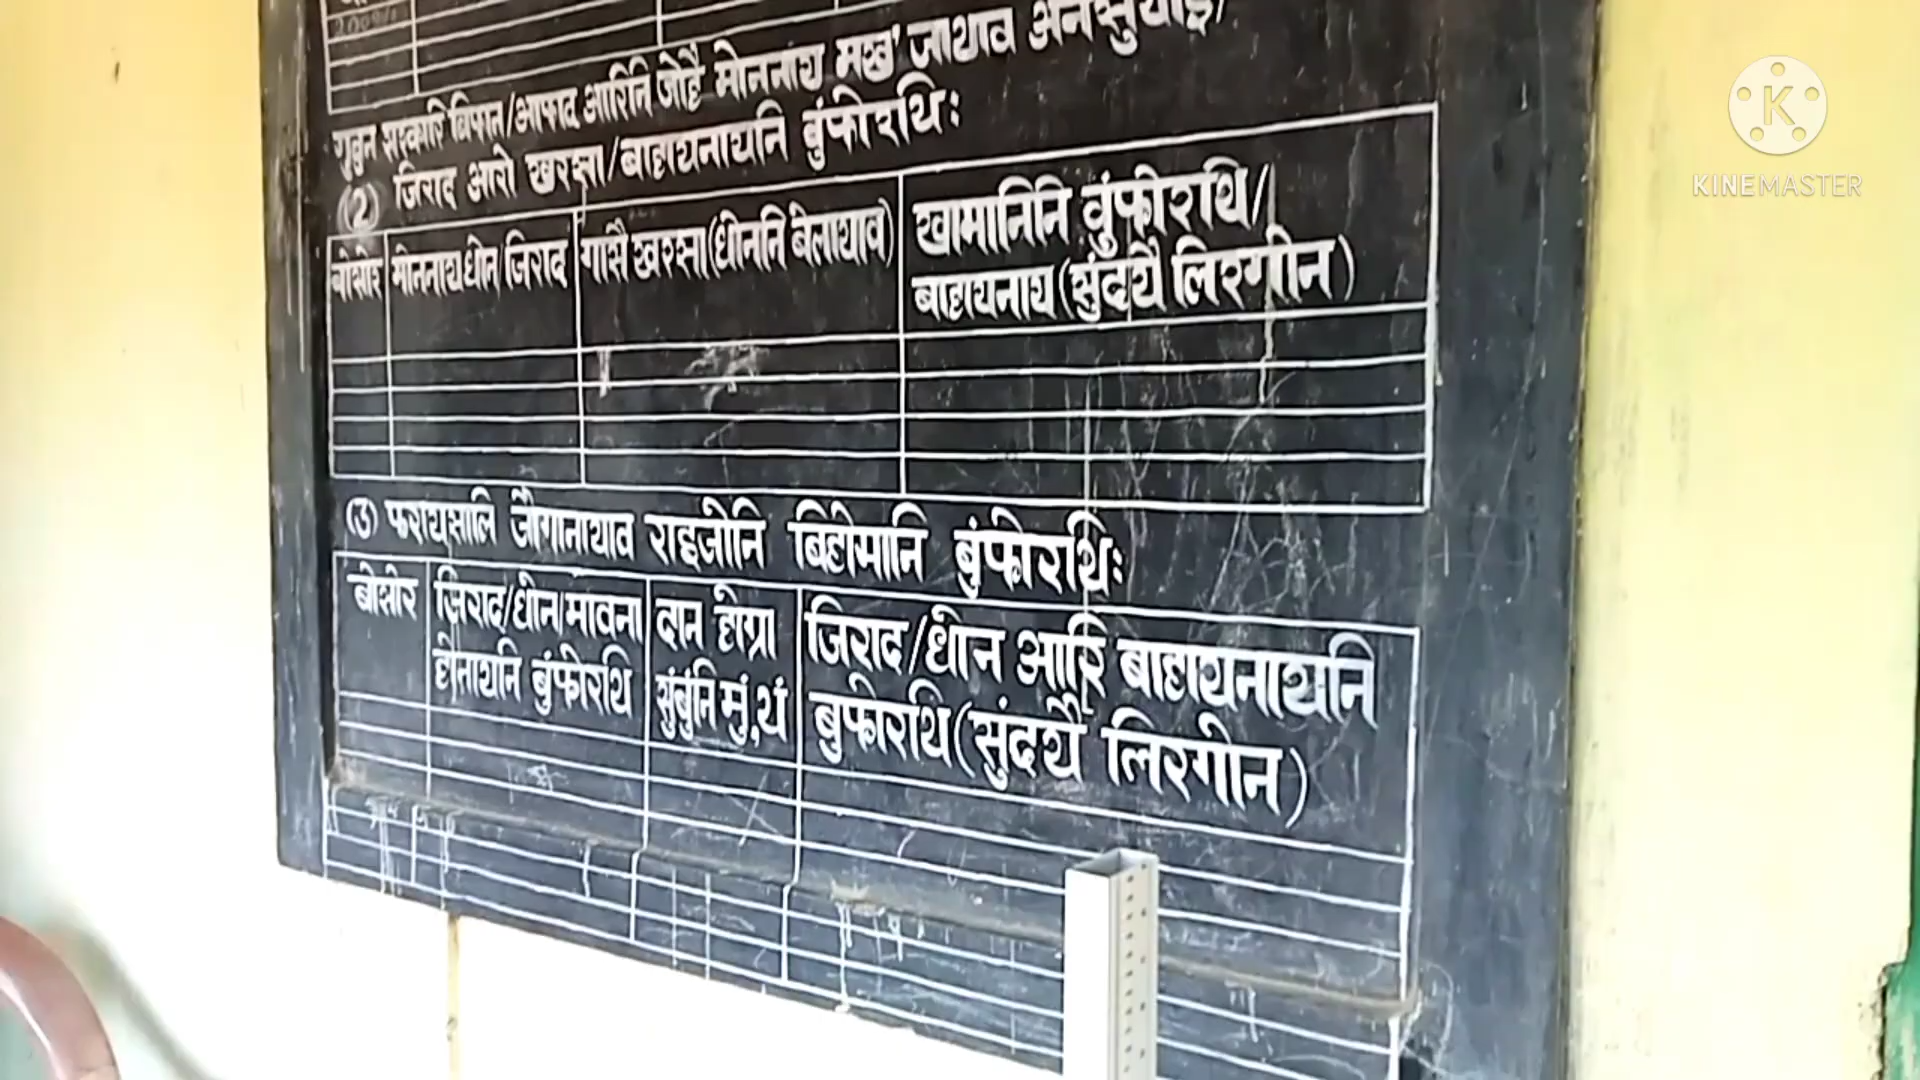 गुबुन सरकारि बिफान/आफाद आरिनि जोहै मोननाय मख' जाथाव अनसुथाइ/
(2) जिराद आरो खरसा/बाहायनायनि बुंफोरथि:
बोसोर मोननायधोन/जिराद गासै खरसा(धोननि बेलायाव) खामानिनि बुंफोरथि/
बाहायनाय(सुंदयै लिरगोन)
(3) फरायसालि जौगानायाव राइजोनि बिहोमानि बुंफोरथि:
बोसोर जिराद/धोन/मावना दान होग्रा जिराद/धोन आरि बाहायनायनि
होनायनि बुंफोरथि सुंबुंनि मुं,थं बुफोरथि(सुंदयै लिरगोन)
KINEMASTER